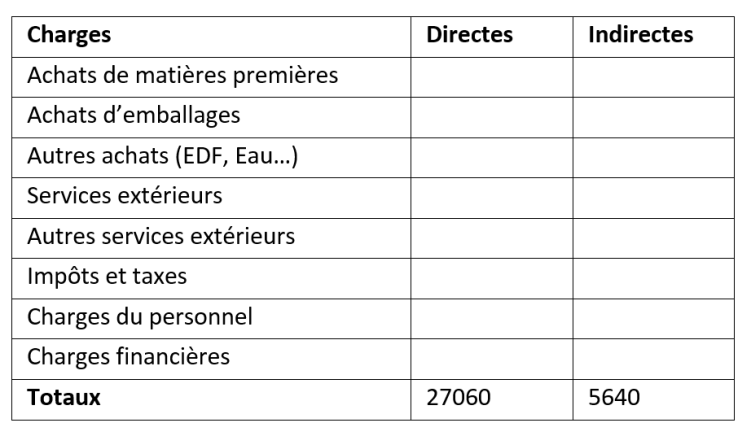 Charges Directes Indirectes
Achats de matières premières
Achats d’emballages
Autres achats (EDF, Eau…)
Services extérieurs
Autres services extérieurs
Impôts et taxes
Charges du personnel
Charges financières
Totaux 27060 5640